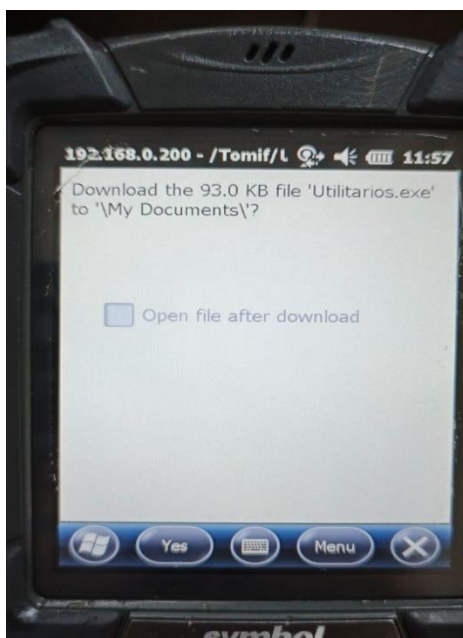 192.168.0.200 - /Tomif/L 11:57
Download the 93.0 KB file 'Utilitarios.exe'
to '\My Documents\'?
Open file after download
Yes
Menu
symbol